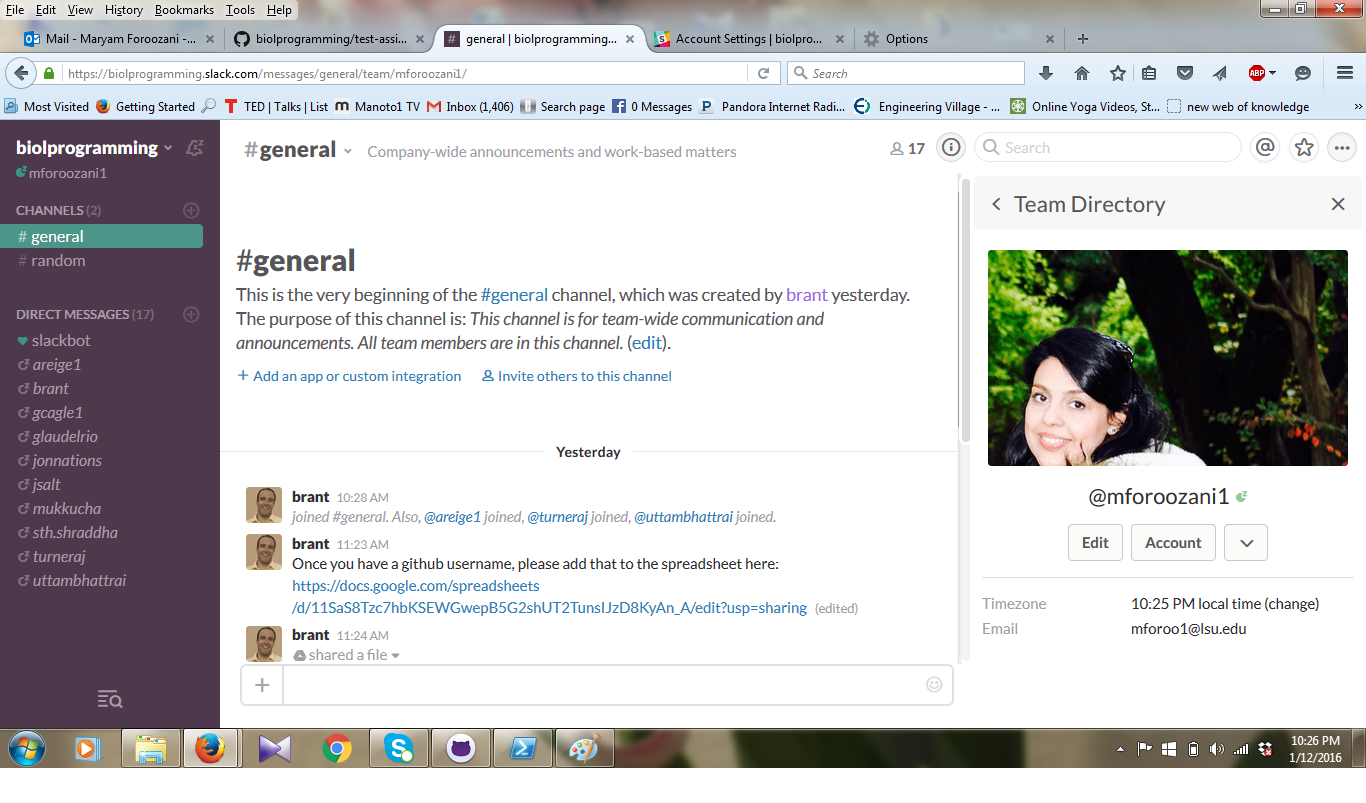 File Edit View History Bookmarks Tools Help
Mail - Maryam Foroozani -... × biolprogramming/test-assi... × # general | biolprogramming... × Account Settings | biolpro... × Options × +
https://biolprogramming.slack.com/messages/general/team/mforoozani1/ Search ABP
Most Visited Getting Started TED | Talks | List Manoto1 TV Inbox (1,406) Search page 0 Messages Pandora Internet Radi... Engineering Village - ... Online Yoga Videos, St... new web of knowledge »
biolprogramming
mforoozani1
CHANNELS (2)
# general
# random
DIRECT MESSAGES (17)
slackbot
areige1
brant
gcagle1
glaudelrio
jonnations
jsalt
mukkucha
sth.shraddha
turneraj
uttambhattrai
#general Company-wide announcements and work-based matters 17 Search
#general
This is the very beginning of the #general channel, which was created by brant yesterday.
The purpose of this channel is: This channel is for team-wide communication and
announcements. All team members are in this channel. (edit).
+ Add an app or custom integration Invite others to this channel
Yesterday
brant 10:28 AM
joined #general. Also, @areige1 joined, @turneraj joined, @uttambhattrai joined.
brant 11:23 AM
Once you have a github username, please add that to the spreadsheet here:
https://docs.google.com/spreadsheets
/d/11SaS8Tzc7hbKSEWGwepB5G2shUT2TunsIJzD8KyAn_A/edit?usp=sharing (edited)
brant 11:24 AM
shared a file
+
Team Directory
@mforoozani1
Edit Account
Timezone 10:25 PM local time (change)
Email mforoo1@lsu.edu
10:26 PM
1/12/2016